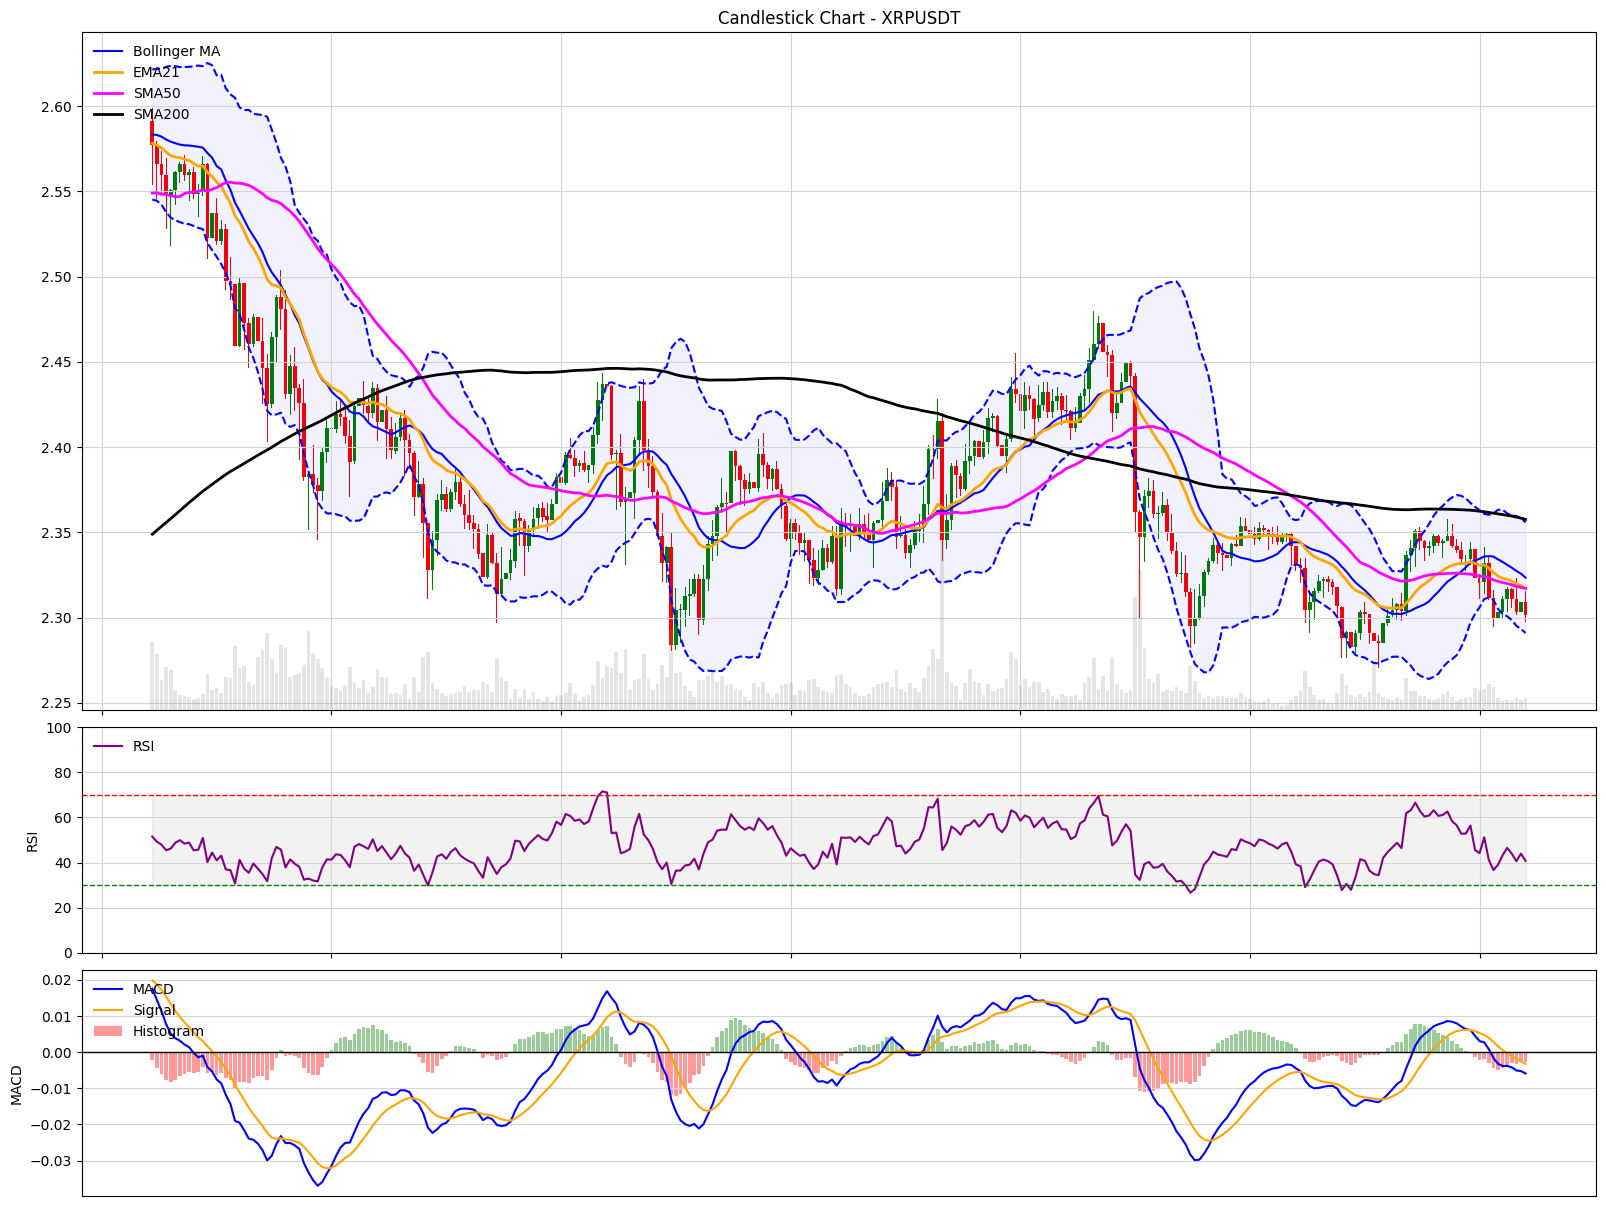 Candlestick Chart - XRPUSDT
Bollinger MA
EMA21
SMA50
SMA200
2.60
2.55
2.50
2.45
2.40
2.35
2.30
2.25
100
80
60
40
20
0
RSI
RSI
0.02
0.01
0.00
−0.01
−0.02
−0.03
MACD
MACD
Signal
Histogram